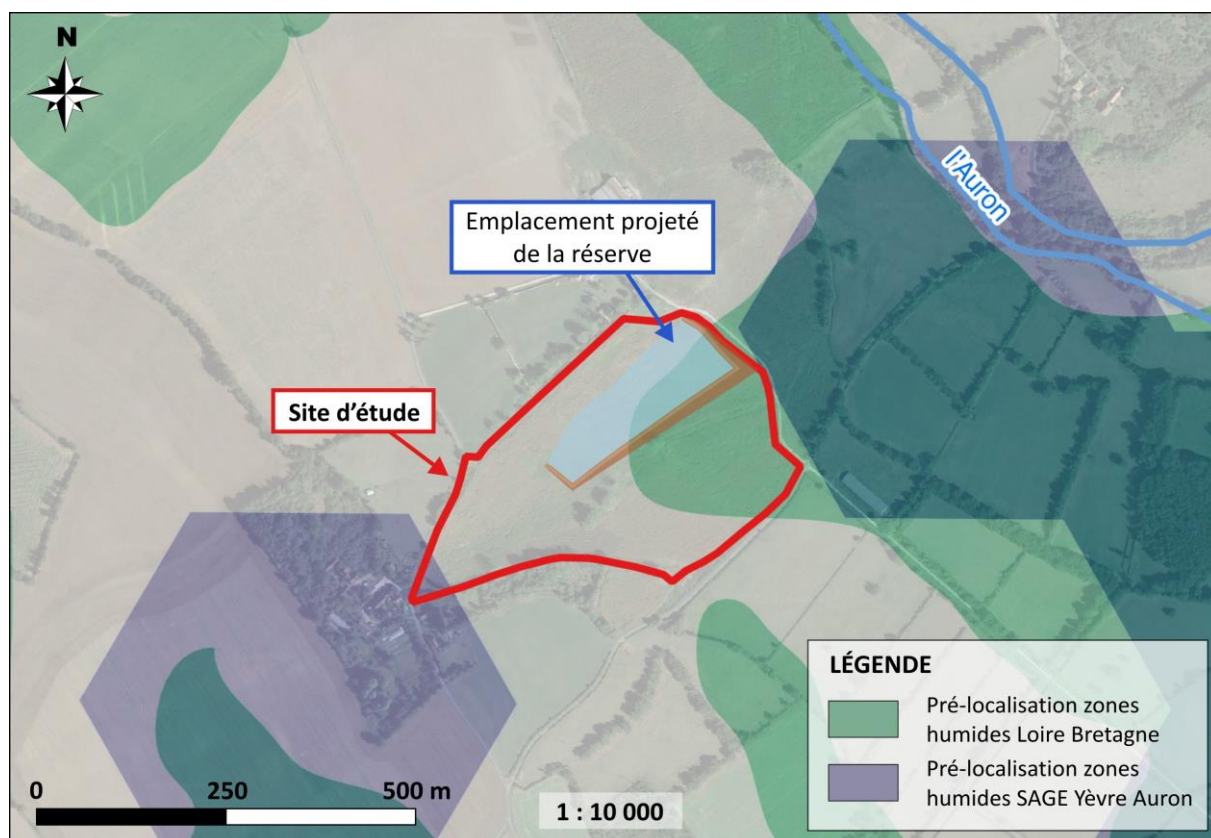 N
l'Auron
Emplacement projeté
de la réserve
Site d'étude
LÉGENDE
Pré-localisation zones
humides Loire Bretagne
Pré-localisation zones
humides SAGE Yèvre Auron
0 250 500 m
1 : 10 000